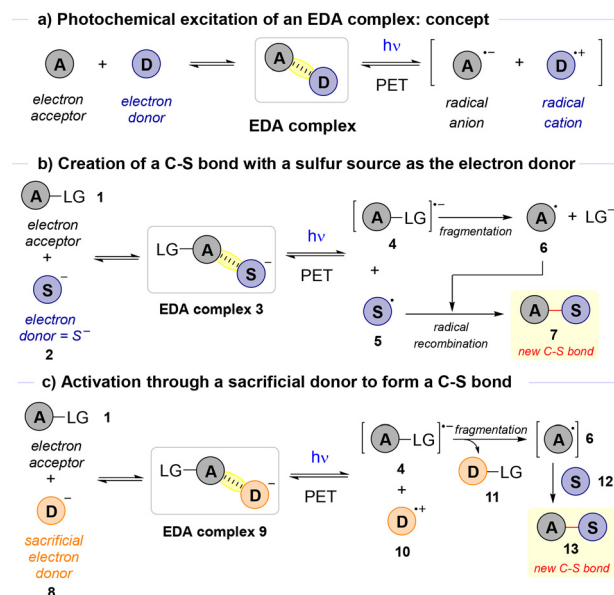 a) Photochemical excitation of an EDA complex: concept
A + D
electron acceptor
electron donor
A
D
EDA complex
hν
PET
A •− + D •+
radical anion
radical cation
b) Creation of a C-S bond with a sulfur source as the electron donor
A–LG 1
electron acceptor
+
S −
electron donor = S−
2
LG–A
S −
EDA complex 3
hν
PET
[A–LG] •−
4
+
S •
5
fragmentation
A • + LG−
6
radical recombination
A–S
7
new C-S bond
c) Activation through a sacrificial donor to form a C-S bond
A–LG 1
electron acceptor
+
D −
sacrificial electron donor
8
LG–A
D −
EDA complex 9
hν
PET
[A–LG] •−
4
+
D •+
10
fragmentation
D–LG
11
[A •] 6
S 12
A–S
13
new C-S bond